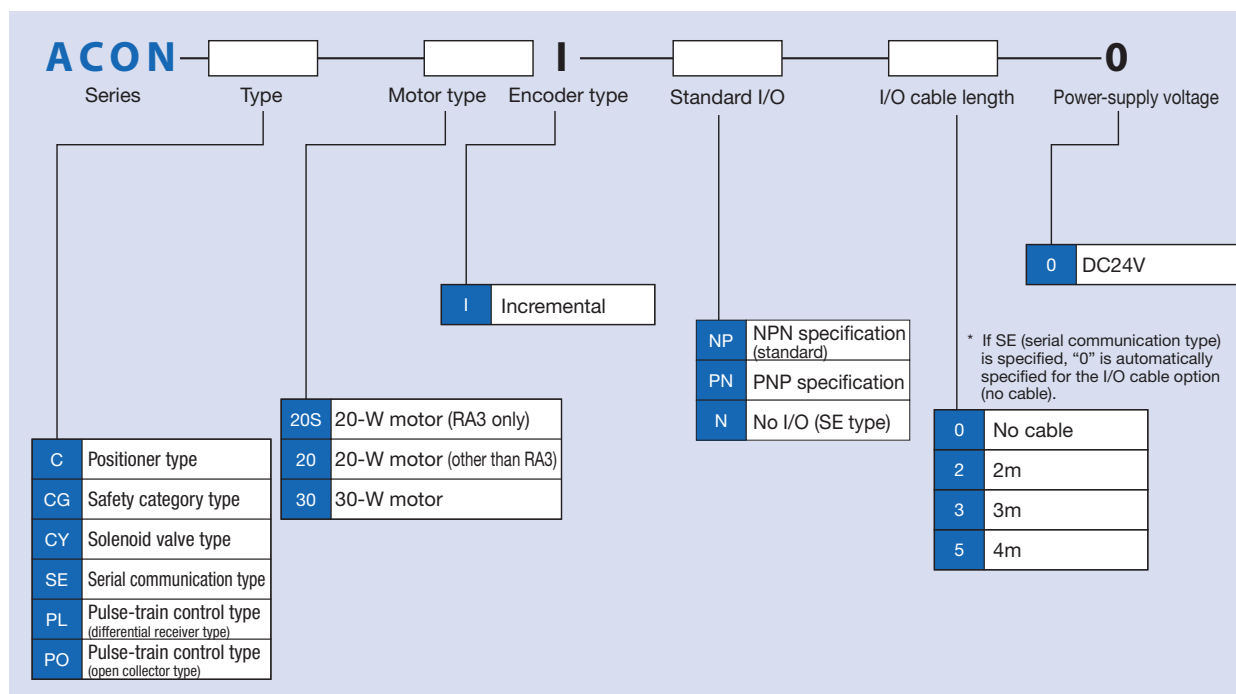 ACON I 0
Series Type Motor type Encoder type Standard I/O I/O cable length Power-supply voltage
0 DC24V
I Incremental
NP NPN specification
(standard)
PN PNP specification
N No I/O (SE type)
* If SE (serial communication type)
is specified, “0” is automatically
specified for the I/O cable option
(no cable).
20S 20-W motor (RA3 only)
20 20-W motor (other than RA3)
30 30-W motor
0 No cable
2 2m
3 3m
5 4m
C Positioner type
CG Safety category type
CY Solenoid valve type
SE Serial communication type
PL Pulse-train control type
(differential receiver type)
PO Pulse-train control type
(open collector type)